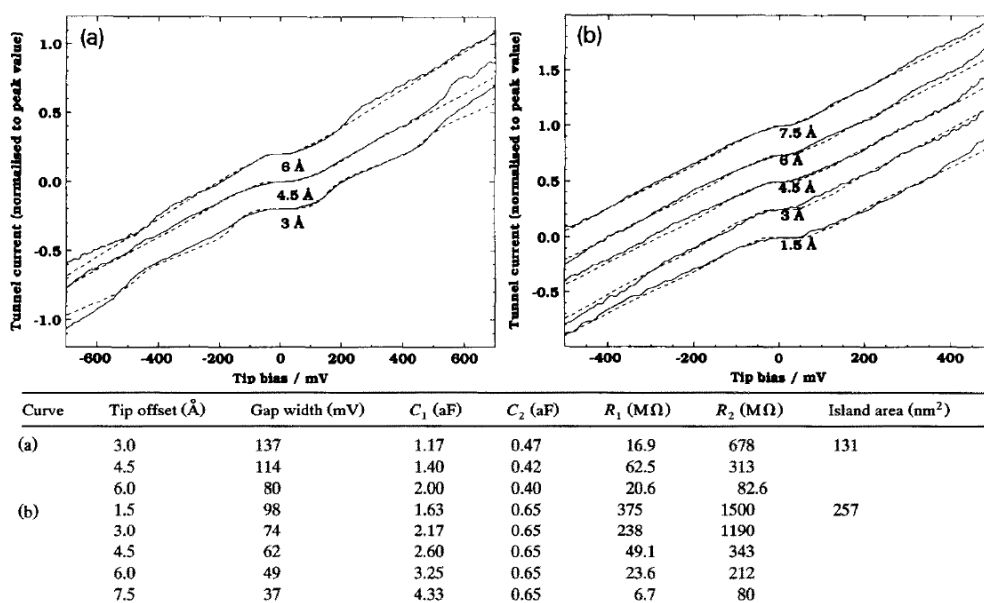 (a)
Tunnel current (normalised to peak value)
1.0
0.5
0.0
-0.5
-1.0
6 Å
4.5 Å
3 Å
-600 -400 -200 0 200 400 600
Tip bias / mV
(b)
Tunnel current (normalised to peak value)
1.5
1.0
0.5
0.0
-0.5
7.5 Å
6 Å
4.5 Å
3 Å
1.5 Å
-400 -200 0 200 400
Tip bias / mV
Curve Tip offset (Å) Gap width (mV) C1 (aF) C2 (aF) R1 (MΩ) R2 (MΩ) Island area (nm²)
(a) 3.0 137 1.17 0.47 16.9 678 131
4.5 114 1.40 0.42 62.5 313
6.0 80 2.00 0.40 20.6 82.6
(b) 1.5 98 1.63 0.65 375 1500 257
3.0 74 2.17 0.65 238 1190
4.5 62 2.60 0.65 49.1 343
6.0 49 3.25 0.65 23.6 212
7.5 37 4.33 0.65 6.7 80